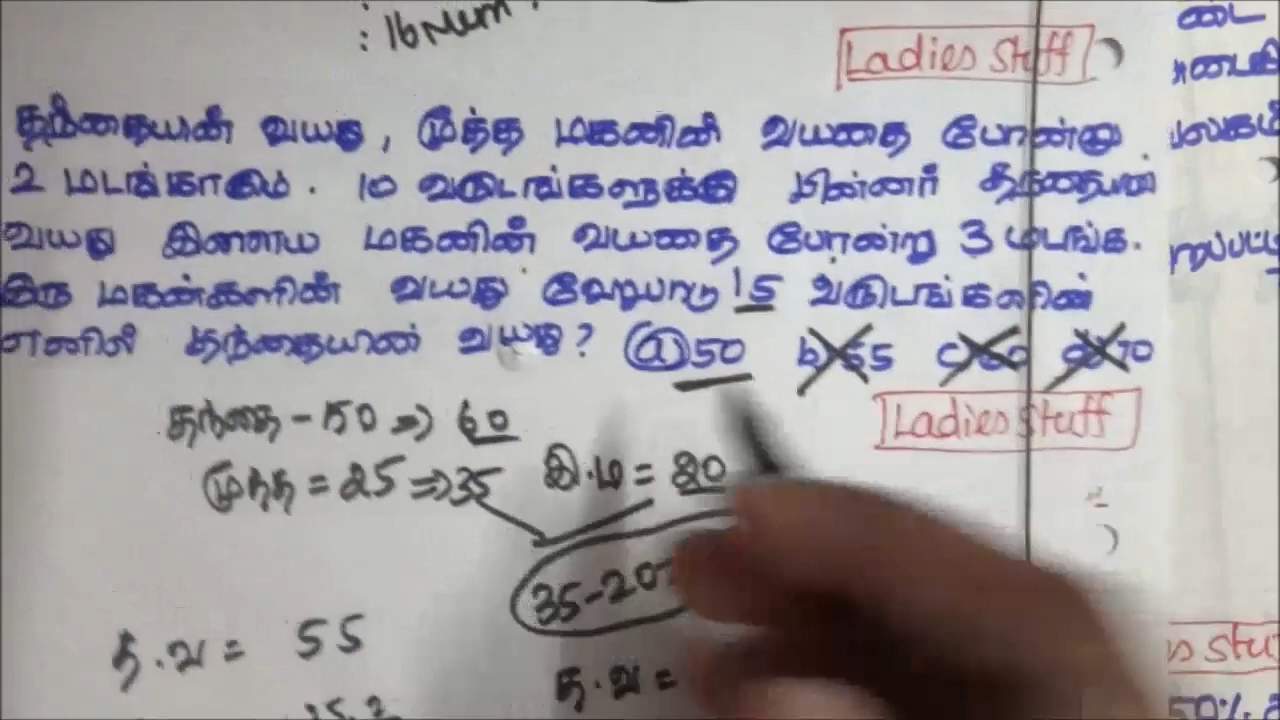 : 16
Ladies Stuff
தந்தையின் வயது, மூத்த மகனின் வயதை போன்று
2 மடங்காகும். 10 வருடங்களுக்கு பின்னர் தந்தையின்
வயது இளைய மகனின் வயதை போன்று 3 மடங்கு.
இரு மகன்களின் வயது வேறுபாடு 15 வருடங்களின்
எனில் தந்தையின் வயது? (a) 50 b) 55 c) 60 d) 70
Ladies Stuff
தந்தை - 50 ⇒ 60
மூத்த = 25 ⇒ 35
இ.ம = 20
35-20
த.வ = 55
த.வ =
டை
லகம்
50%